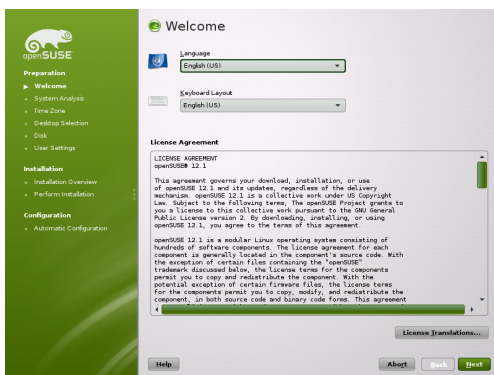 openSUSE
Preparation
Welcome
System Analysis
Time Zone
Desktop Selection
Disk
User Settings
Installation
Installation Overview
Perform Installation
Configuration
Automatic Configuration
Welcome
Language
English (US)
Keyboard Layout
English (US)
License Agreement
LICENSE AGREEMENT
openSUSE® 12.1
This agreement governs your download, installation, or use
of openSUSE 12.1 and its updates, regardless of the delivery
mechanism. openSUSE 12.1 is a collective work under US Copyright
Law. Subject to the following terms, The openSUSE Project grants to
you a license to this collective work pursuant to the GNU General
Public License version 2. By downloading, installing, or using
openSUSE 12.1, you agree to the terms of this agreement.
openSUSE 12.1 is a modular Linux operating system consisting of
hundreds of software components. The license agreement for each
component is generally located in the component's source code. With
the exception of certain files containing the "openSUSE"
trademark discussed below, the license terms for the components
permit you to copy and redistribute the component. With the
potential exception of certain firmware files, the license terms
for the components permit you to copy, modify, and redistribute the
component, in both source code and binary code forms. This agreement
License Translations...
Help
Abort
Back
Next